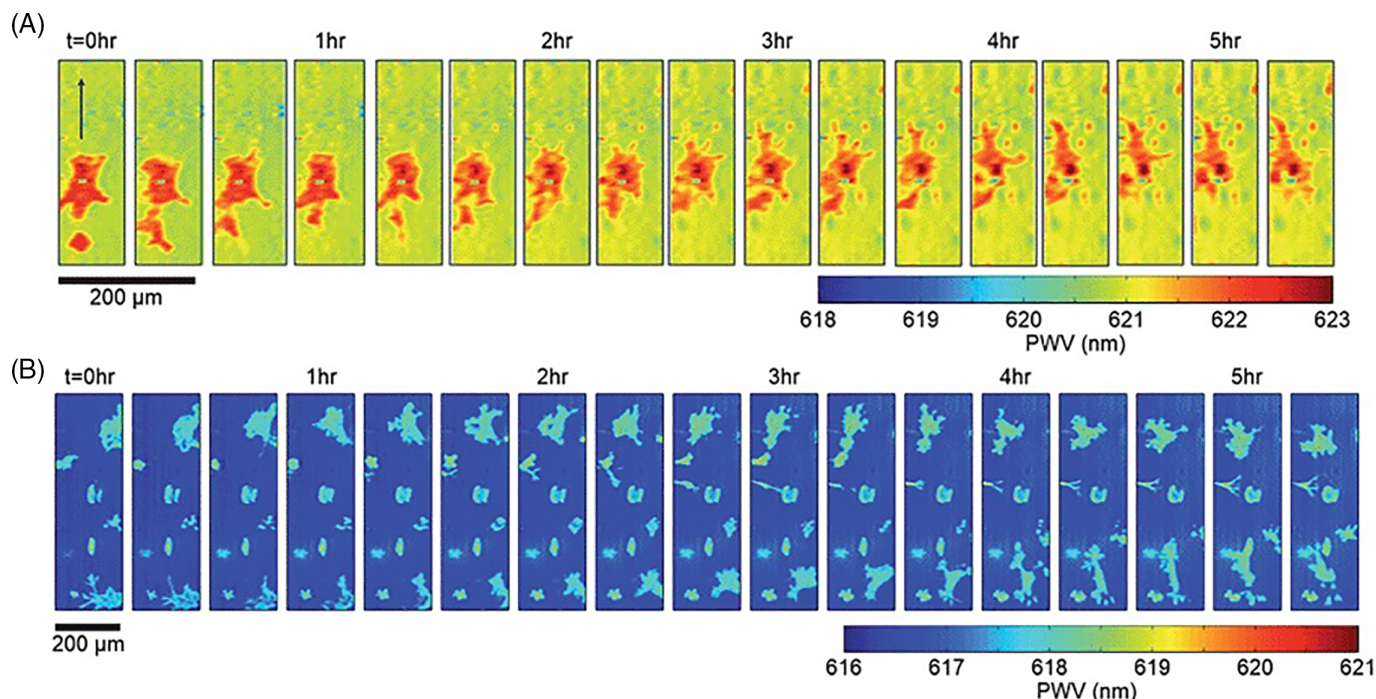 (A)
t=0hr 1hr 2hr 3hr 4hr 5hr
200 µm
618 619 620 621 622 623
PWV (nm)
(B)
t=0hr 1hr 2hr 3hr 4hr 5hr
200 µm
616 617 618 619 620 621
PWV (nm)